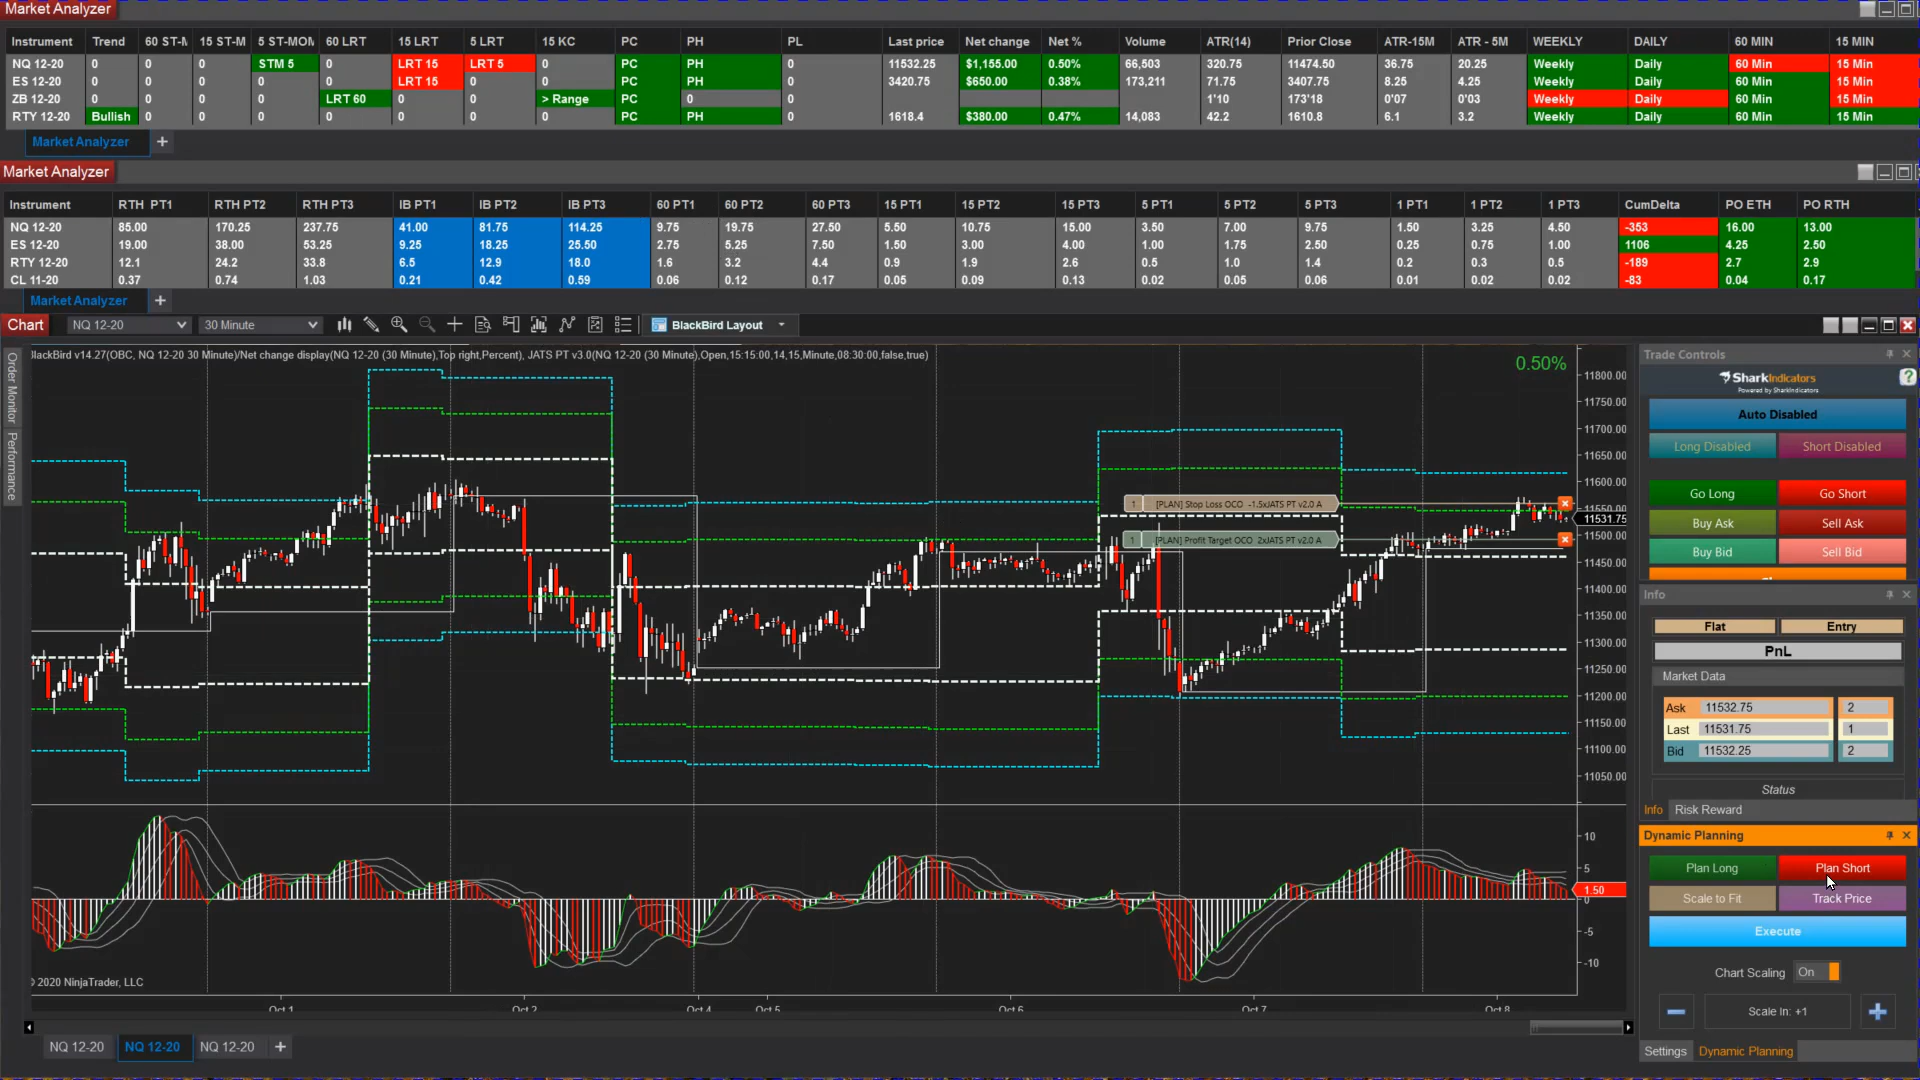 Market Analyzer
Instrument Trend 60 ST-M 15 ST-M 5 ST-MON 60 LRT 15 LRT 5 LRT 15 KC PC PH PL Last price Net change Net % Volume ATR(14) Prior Close ATR-15M ATR - 5M WEEKLY DAILY 60 MIN 15 MIN
NQ 12-20 0 0 0 STM 5 0 LRT 15 LRT 5 0 PC PH 0 11532.25 $1,155.00 0.50% 66,503 320.75 11474.50 36.75 20.25 Weekly Daily 60 Min 15 Min
ES 12-20 0 0 0 0 0 LRT 15 0 0 PC PH 0 3420.75 $650.00 0.38% 173,211 71.75 3407.75 8.25 4.25 Weekly Daily 60 Min 15 Min
ZB 12-20 0 0 0 0 LRT 60 0 0 > Range PC 0 0 1'10 173'18 0'07 0'03 Weekly Daily 60 Min 15 Min
RTY 12-20 Bullish 0 0 0 0 0 0 0 PC PH 0 1618.4 $380.00 0.47% 14,083 42.2 1610.8 6.1 3.2 Weekly Daily 60 Min 15 Min
Market Analyzer +
Market Analyzer
Instrument RTH PT1 RTH PT2 RTH PT3 IB PT1 IB PT2 IB PT3 60 PT1 60 PT2 60 PT3 15 PT1 15 PT2 15 PT3 5 PT1 5 PT2 5 PT3 1 PT1 1 PT2 1 PT3 CumDelta PO ETH PO RTH
NQ 12-20 85.00 170.25 237.75 41.00 81.75 114.25 9.75 19.75 27.50 5.50 10.75 15.00 3.50 7.00 9.75 1.50 3.25 4.50 -353 16.00 13.00
ES 12-20 19.00 38.00 53.25 9.25 18.25 25.50 2.75 5.25 7.50 1.50 3.00 4.00 1.00 1.75 2.50 0.25 0.75 1.00 1106 4.25 2.50
RTY 12-20 12.1 24.2 33.8 6.5 12.9 18.0 1.6 3.2 4.4 0.9 1.9 2.6 0.5 1.0 1.4 0.2 0.3 0.5 -189 2.7 2.9
CL 11-20 0.37 0.74 1.03 0.21 0.42 0.59 0.06 0.12 0.17 0.05 0.09 0.13 0.02 0.05 0.06 0.01 0.02 0.02 -83 0.04 0.17
Market Analyzer +
Chart NQ 12-20 30 Minute BlackBird Layout
Order Monitor
Performance
lackBird v14.27(OBC, NQ 12-20 30 Minute)/Net change display(NQ 12-20 (30 Minute),Top right,Percent), JATS PT v3.0(NQ 12-20 (30 Minute),Open,15:15:00,14,15,Minute,08:30:00,false,true)
0.50%
11800.00
11750.00
11700.00
11650.00
11600.00
1 [PLAN] Stop Loss OCO -1.5xJATS PT v2.0 A
11550.00
11531.75
1 [PLAN] Profit Target OCO 2xJATS PT v2.0 A
11500.00
11450.00
11400.00
11350.00
11300.00
11250.00
11200.00
11150.00
11100.00
11050.00
10
5
1.50
0
-5
-10
2020 NinjaTrader, LLC
Oct 1 Oct 2 Oct 4 Oct 5 Oct 6 Oct 7 Oct 8
NQ 12-20 NQ 12-20 NQ 12-20 +
Trade Controls
SharkIndicators
Powered by SharkIndicators
?
Auto Disabled
Long Disabled Short Disabled
Go Long Go Short
Buy Ask Sell Ask
Buy Bid Sell Bid
Info
Flat Entry
PnL
Market Data
Ask 11532.75 2
Last 11531.75 1
Bid 11532.25 2
Status
Info Risk Reward
Dynamic Planning
Plan Long Plan Short
Scale to Fit Track Price
Execute
Chart Scaling On
Scale In: +1
Settings Dynamic Planning